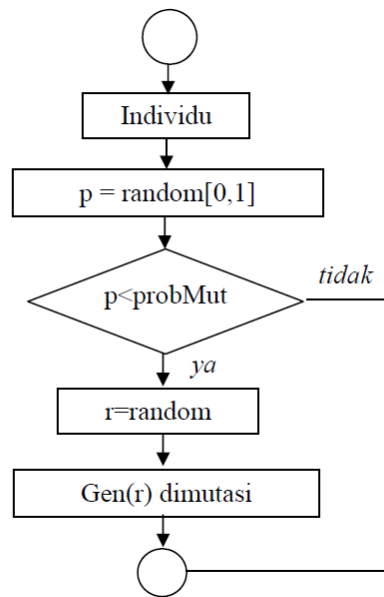 Individu
p = random[0,1]
p<probMut
tidak
ya
r=random
Gen(r) dimutasi